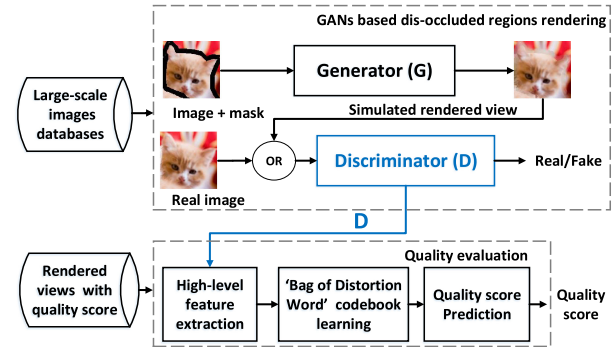 GANs based dis-occluded regions rendering
Large-scale
images
databases
Image + mask
Generator (G)
Simulated rendered view
Real image
OR
Discriminator (D)
Real/Fake
D
Quality evaluation
Rendered
views with
quality score
High-level
feature
extraction
‘Bag of Distortion
Word’ codebook
learning
Quality score
Prediction
Quality
score